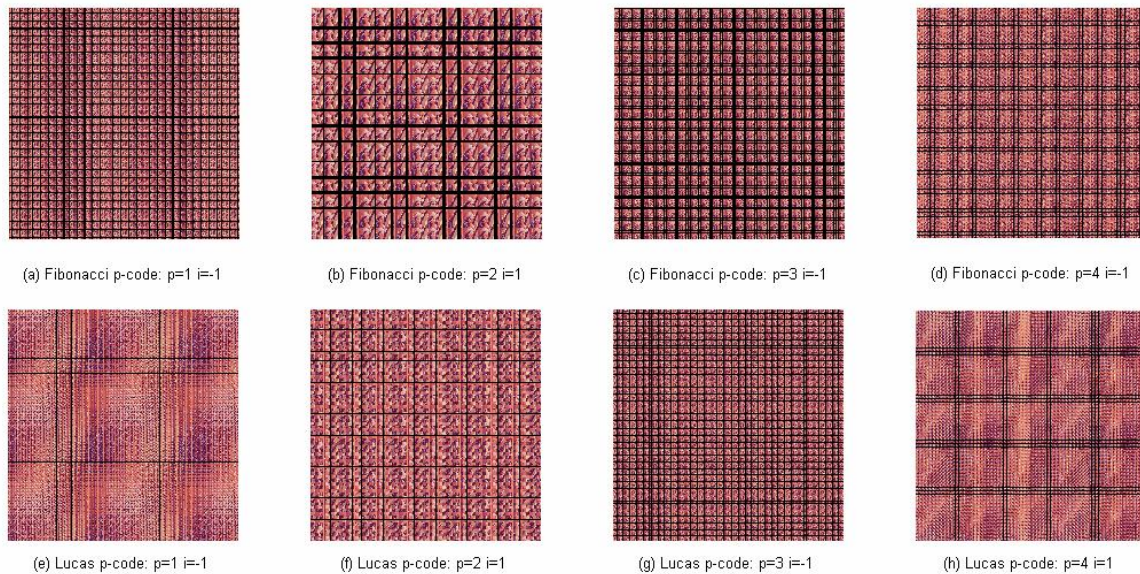 (a) Fibonacci p-code: p=1 i=-1
(b) Fibonacci p-code: p=2 i=1
(c) Fibonacci p-code: p=3 i=-1
(d) Fibonacci p-code: p=4 i=-1
(e) Lucas p-code: p=1 i=-1
(f) Lucas p-code: p=2 i=1
(g) Lucas p-code: p=3 i=-1
(h) Lucas p-code: p=4 i=1